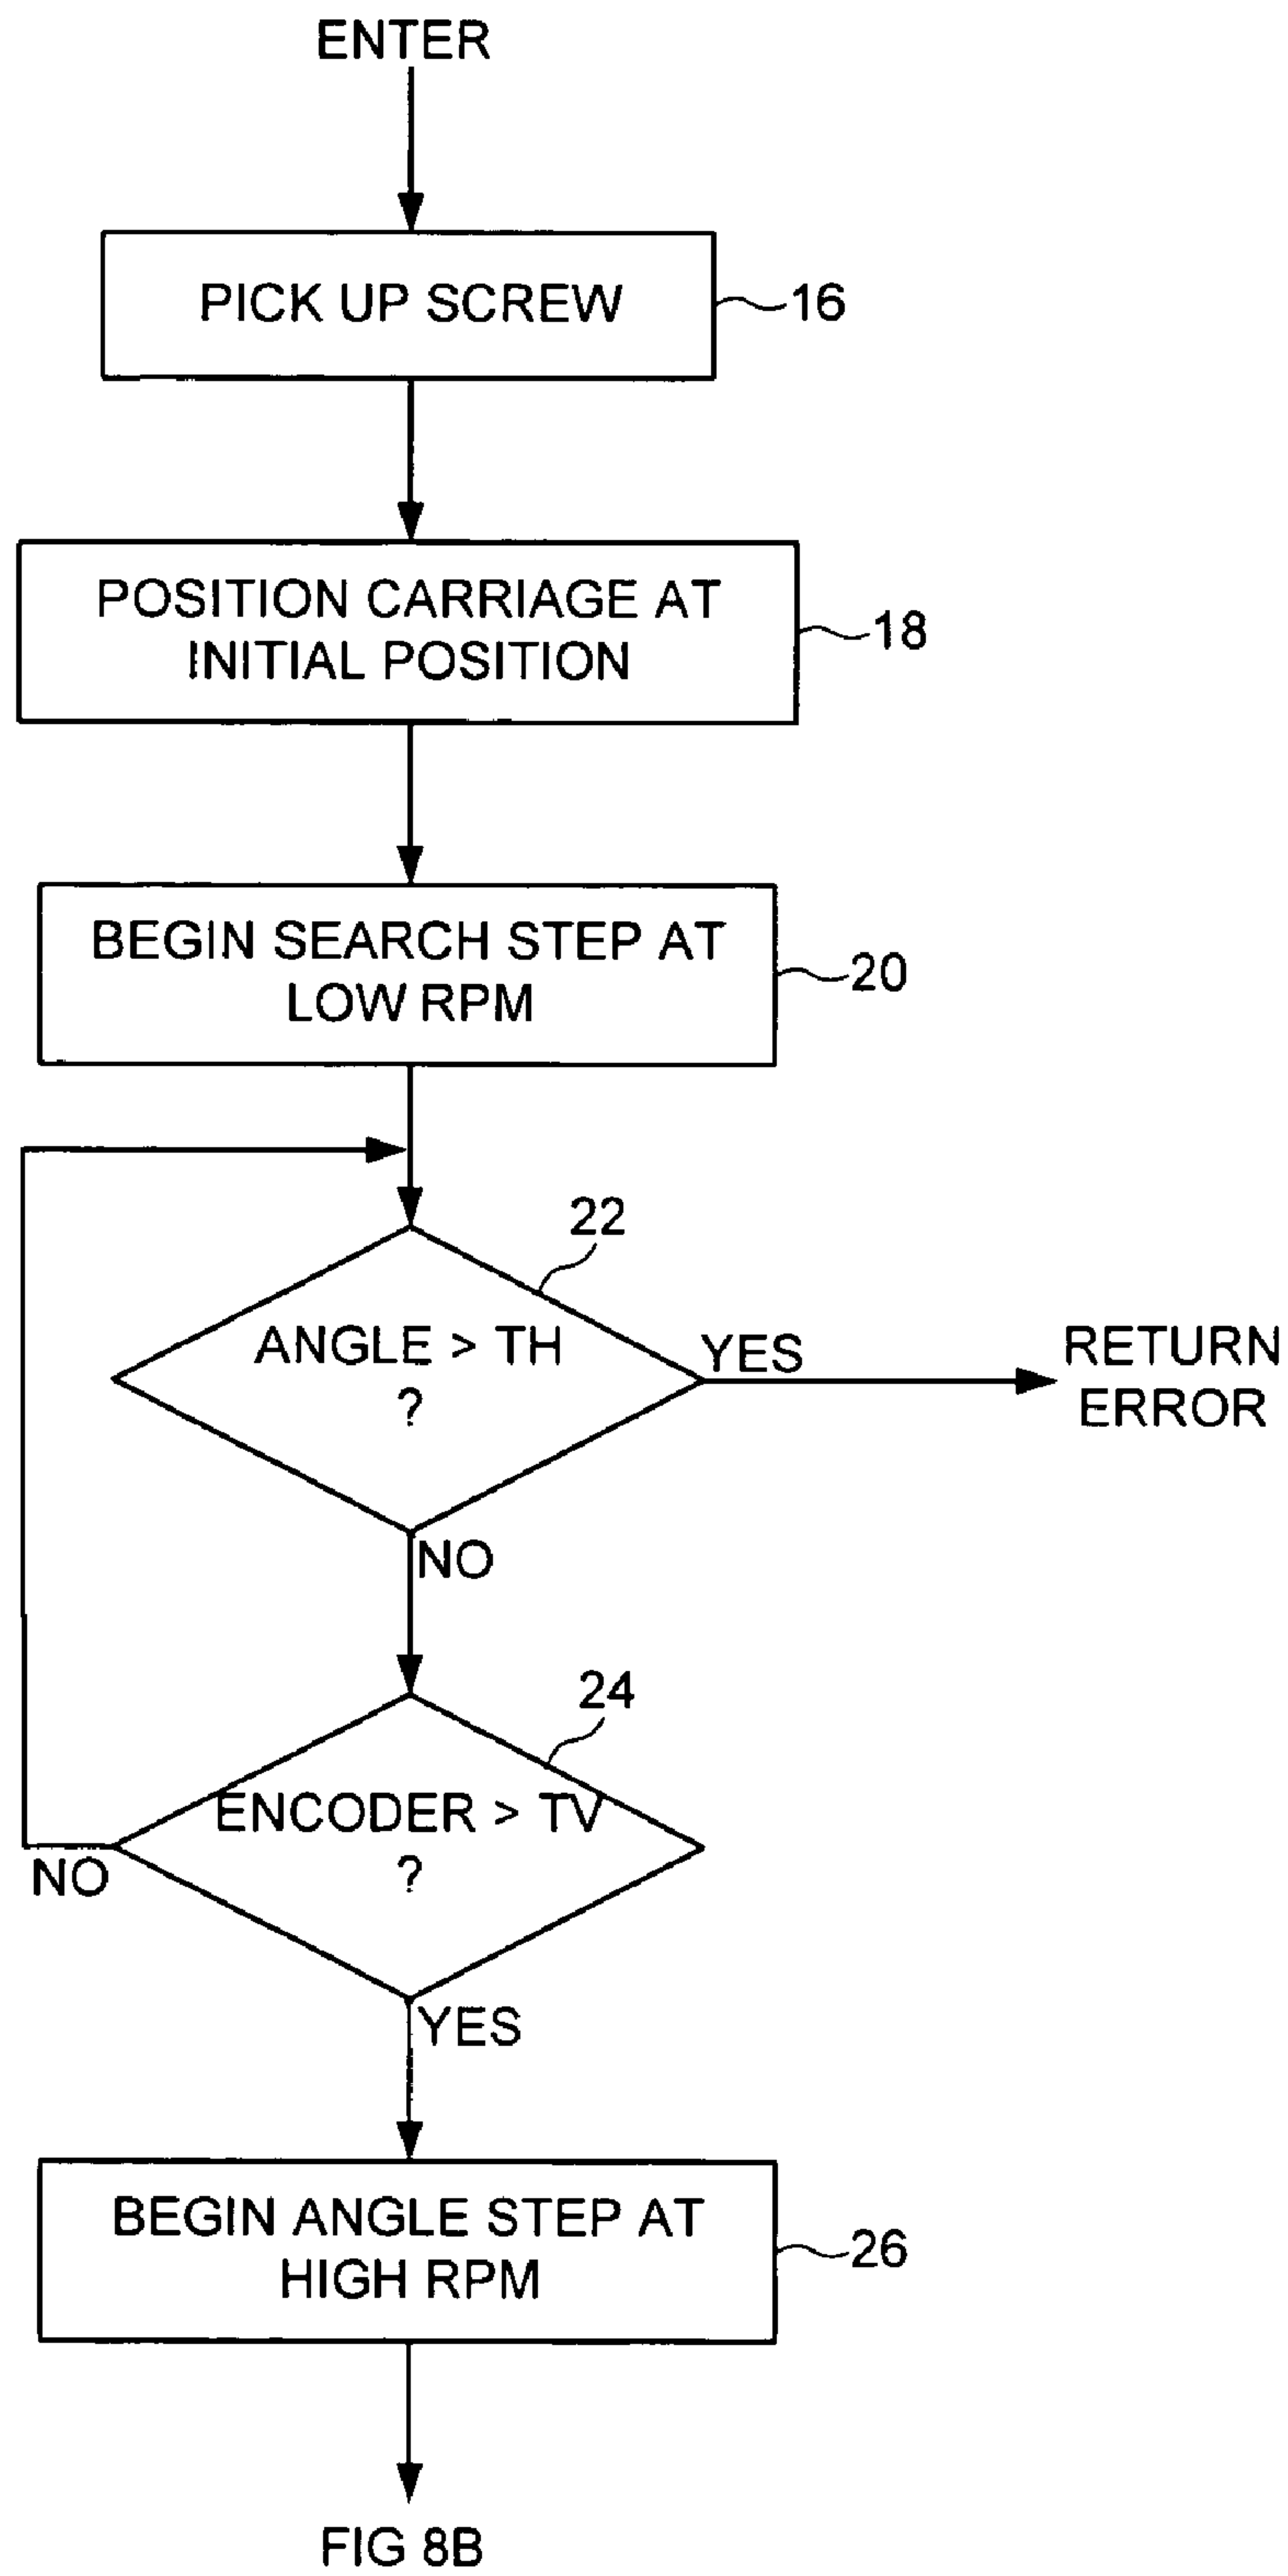 ENTER
PICK UP SCREW
16
POSITION CARRIAGE AT
INITIAL POSITION
18
BEGIN SEARCH STEP AT
LOW RPM
20
22
ANGLE > TH
?
YES
RETURN
ERROR
NO
24
ENCODER > TV
?
NO
YES
BEGIN ANGLE STEP AT
HIGH RPM
26
FIG 8B